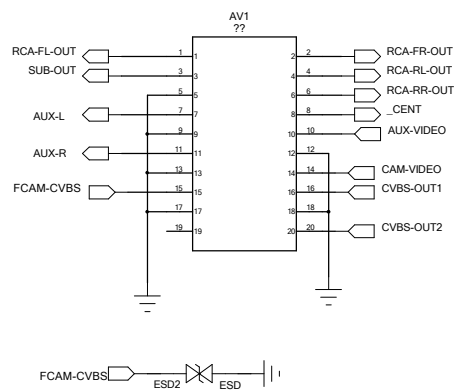 AV1
??
RCA-FL-OUT 1 1 2 2 RCA-FR-OUT
SUB-OUT 3 3 4 4 RCA-RL-OUT
5 5 6 6 RCA-RR-OUT
AUX-L 7 7 8 8 _CENT
9 9 10 10 AUX-VIDEO
AUX-R 11 11 12 12
13 13 14 14 CAM-VIDEO
FCAM-CVBS 15 15 16 16 CVBS-OUT1
17 17 18 18
19 19 20 20 CVBS-OUT2
FCAM-CVBS ESD2 ESD